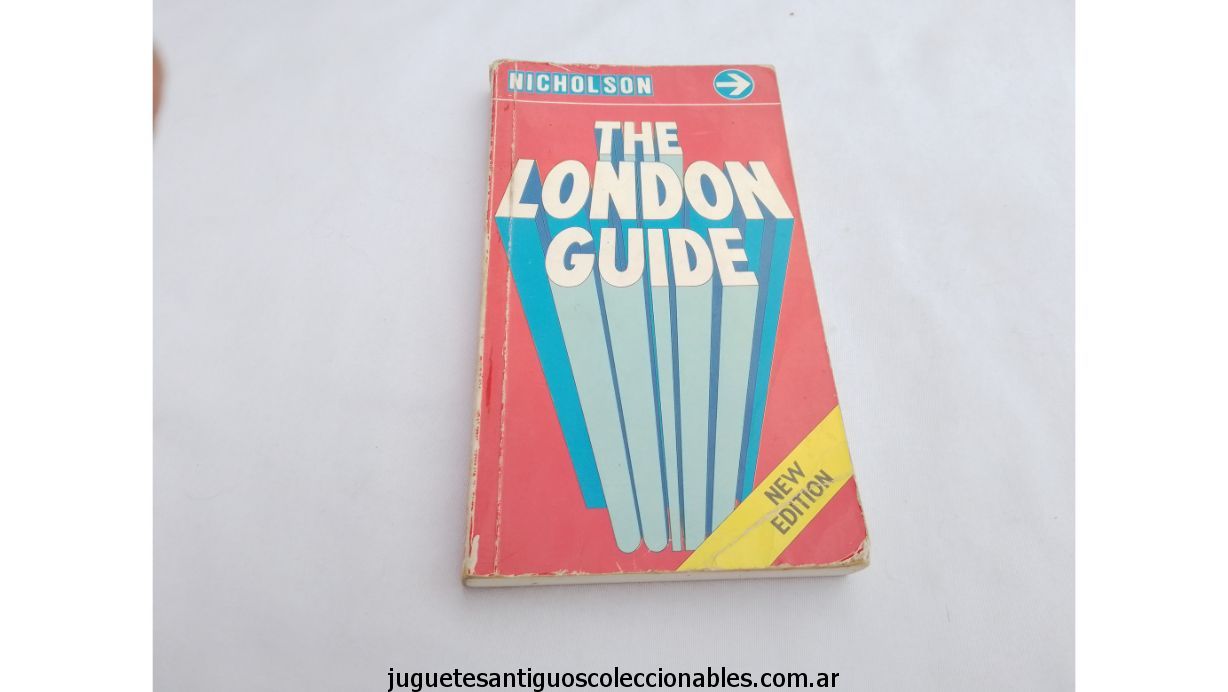 NICHOLSON
THE
LONDON
GUIDE
NEW
EDITION
juguetesantiguoscoleccionables.com.ar